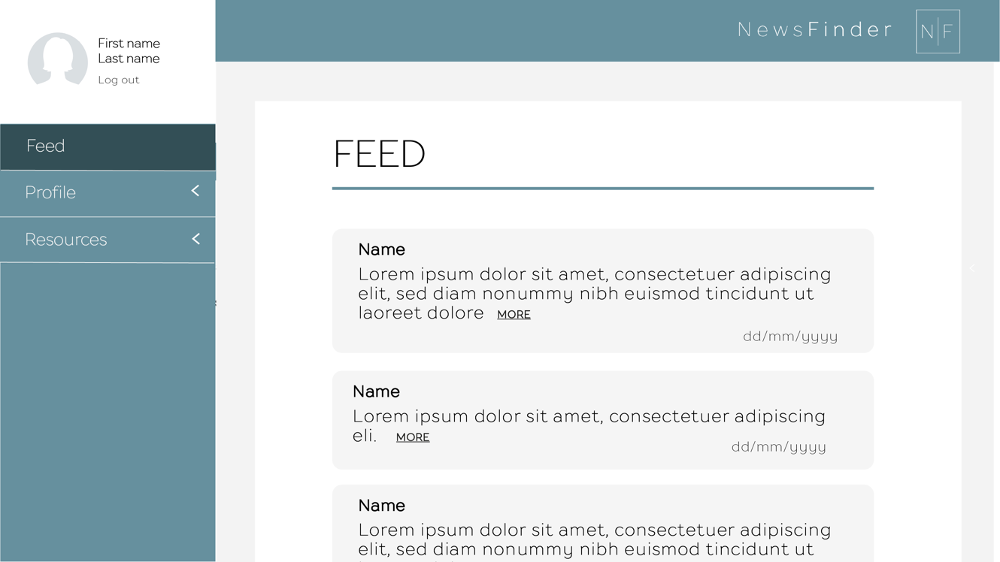 First name
Last name
Log out
NewsFinder
N|F
Feed
Profile
Resources
FEED
Name
Lorem ipsum dolor sit amet, consectetuer adipiscing
elit, sed diam nonummy nibh euismod tincidunt ut
laoreet dolore MORE
dd/mm/yyyy
Name
Lorem ipsum dolor sit amet, consectetuer adipiscing
eli. MORE
dd/mm/yyyy
Name
Lorem ipsum dolor sit amet, consectetuer adipiscing
elit, sed diam nonummy nibh euismod tincidunt ut